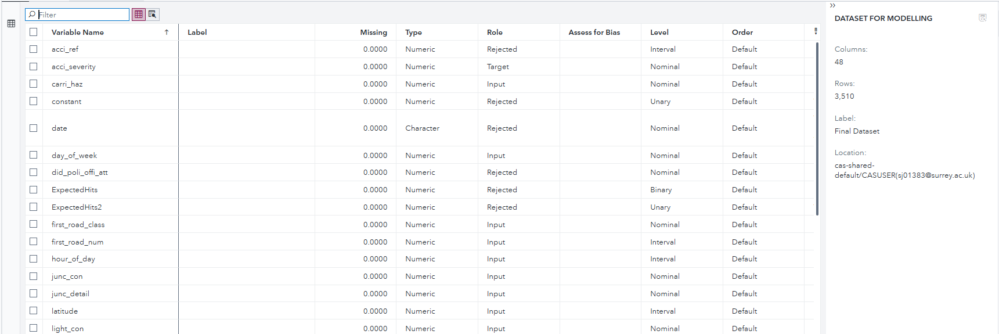 Filter
Variable Name ↑ Label Missing Type Role Assess for Bias Level Order
acci_ref 0.0000 Numeric Rejected Interval Default
acci_severity 0.0000 Numeric Target Nominal Default
carri_haz 0.0000 Numeric Input Nominal Default
constant 0.0000 Numeric Rejected Unary Default
date 0.0000 Character Rejected Nominal Default
day_of_week 0.0000 Numeric Input Nominal Default
did_poli_offi_att 0.0000 Numeric Rejected Nominal Default
ExpectedHits 0.0000 Numeric Rejected Binary Default
ExpectedHits2 0.0000 Numeric Rejected Unary Default
first_road_class 0.0000 Numeric Input Nominal Default
first_road_num 0.0000 Numeric Input Interval Default
hour_of_day 0.0000 Numeric Input Interval Default
junc_con 0.0000 Numeric Input Nominal Default
junc_detail 0.0000 Numeric Input Nominal Default
latitude 0.0000 Numeric Input Interval Default
light_con 0.0000 Numeric Input Nominal Default
DATASET FOR MODELLING
Columns:
48
Rows:
3,510
Label:
Final Dataset
Location:
cas-shared-
default/CASUSER(sj01383@surrey.ac.uk)